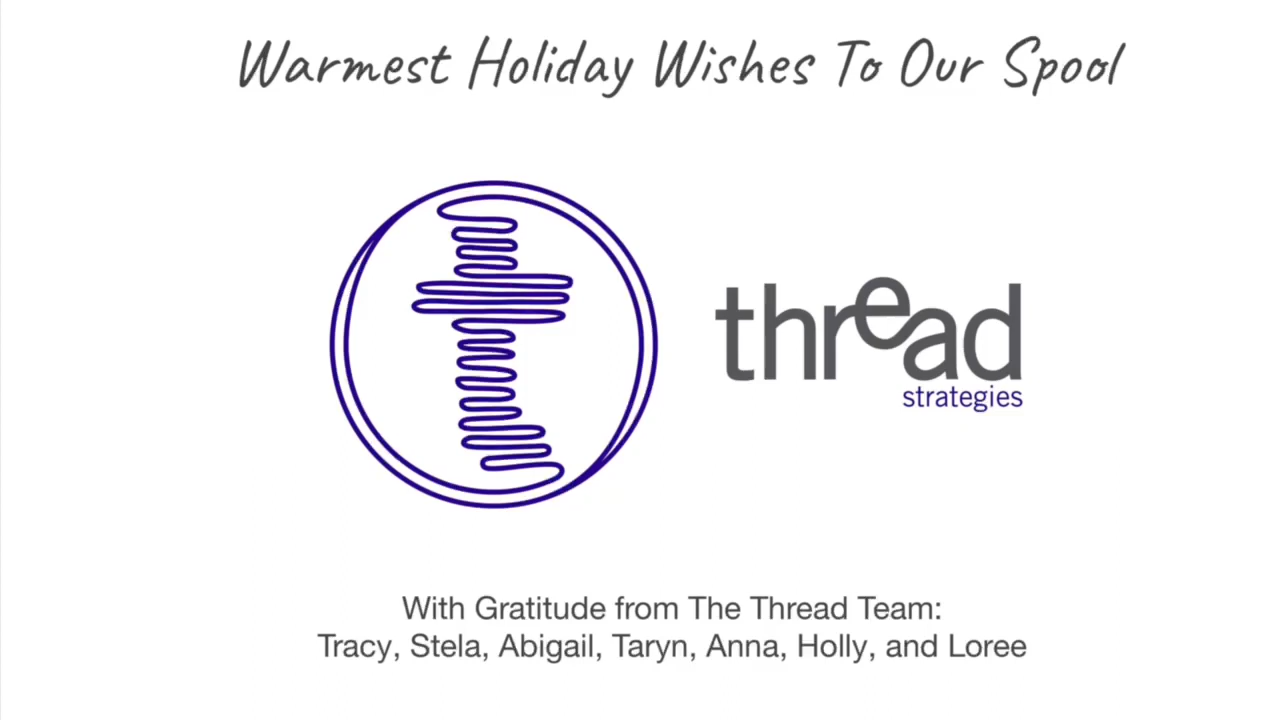 Warmest Holiday Wishes To Our Spool
t
thread
strategies
With Gratitude from The Thread Team:
Tracy, Stela, Abigail, Taryn, Anna, Holly, and Loree